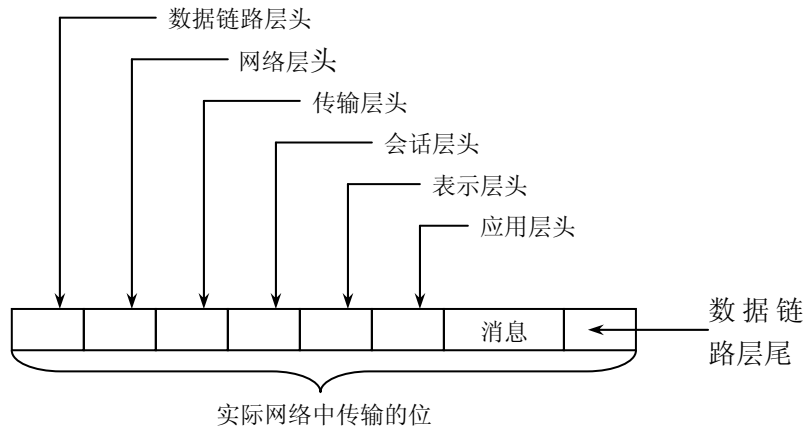 数据链路层头
网络层头
传输层头
会话层头
表示层头
应用层头
消息
数据链
路层尾
实际网络中传输的位